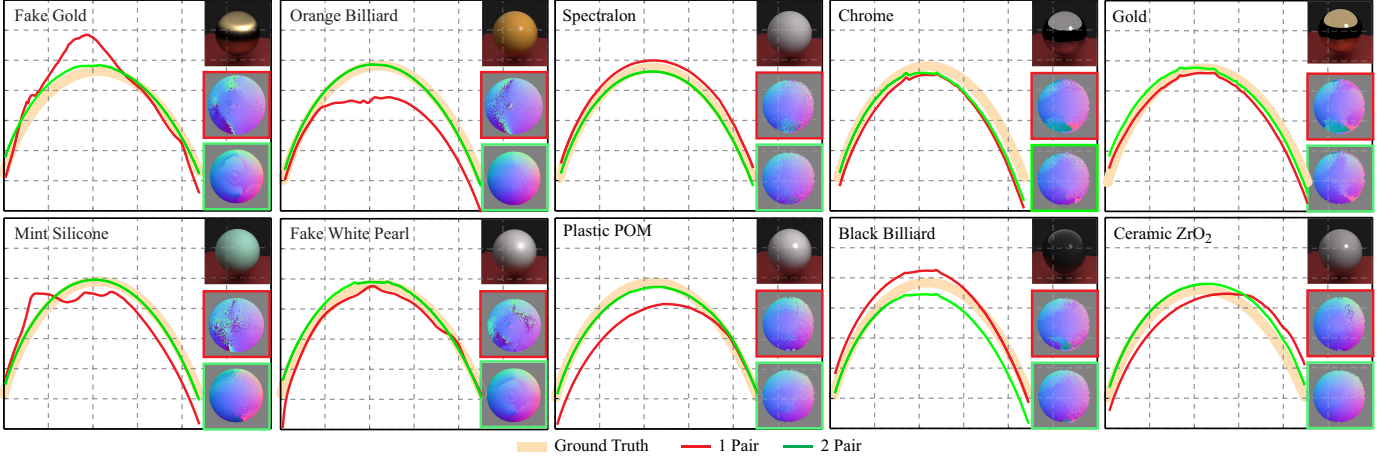 Fake Gold
Orange Billiard
Spectralon
Chrome
Gold
Mint Silicone
Fake White Pearl
Plastic POM
Black Billiard
Ceramic ZrO2
Ground Truth
1 Pair
2 Pair